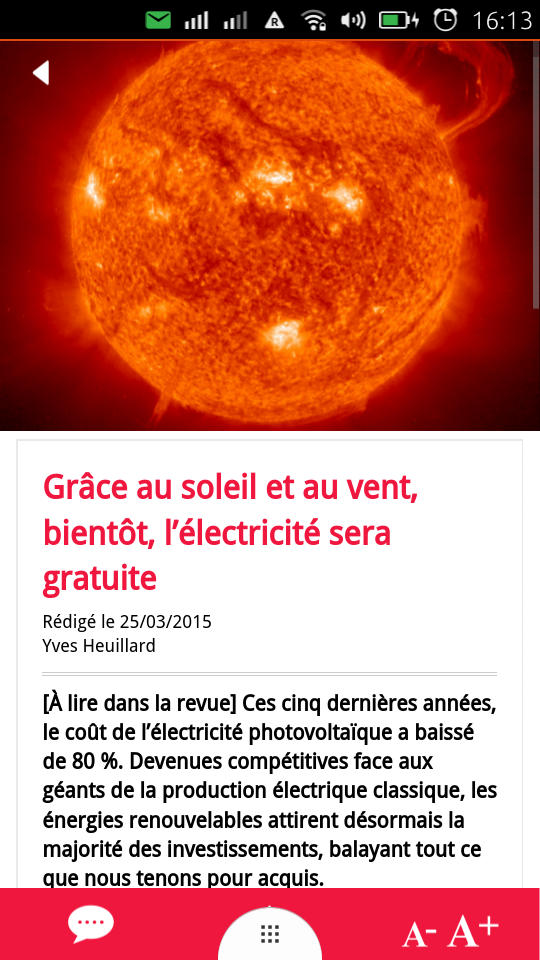 R
16:13
Grâce au soleil et au vent,
bientôt, l’électricité sera
gratuite
Rédigé le 25/03/2015
Yves Heuillard
[À lire dans la revue] Ces cinq dernières années,
le coût de l’électricité photovoltaïque a baissé
de 80 %. Devenues compétitives face aux
géants de la production électrique classique, les
énergies renouvelables attirent désormais la
majorité des investissements, balayant tout ce
que nous tenons pour acquis.
A- A+